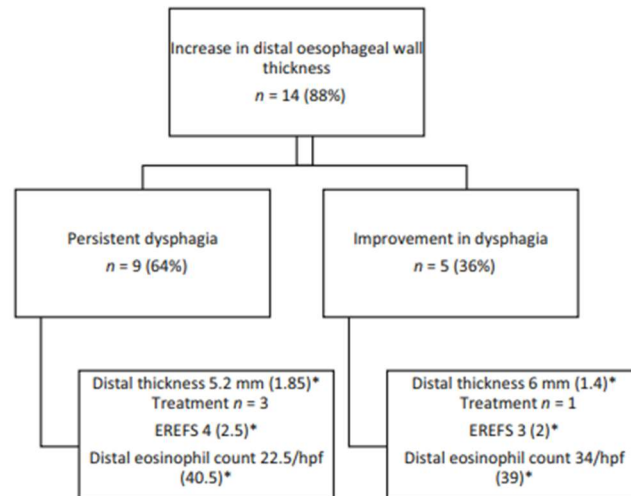 Increase in distal oesophageal wall
thickness
n = 14 (88%)
Persistent dysphagia
n = 9 (64%)
Improvement in dysphagia
n = 5 (36%)
Distal thickness 5.2 mm (1.85)*
Treatment n = 3
EREFS 4 (2.5)*
Distal eosinophil count 22.5/hpf
(40.5)*
Distal thickness 6 mm (1.4)*
Treatment n = 1
EREFS 3 (2)*
Distal eosinophil count 34/hpf
(39)*